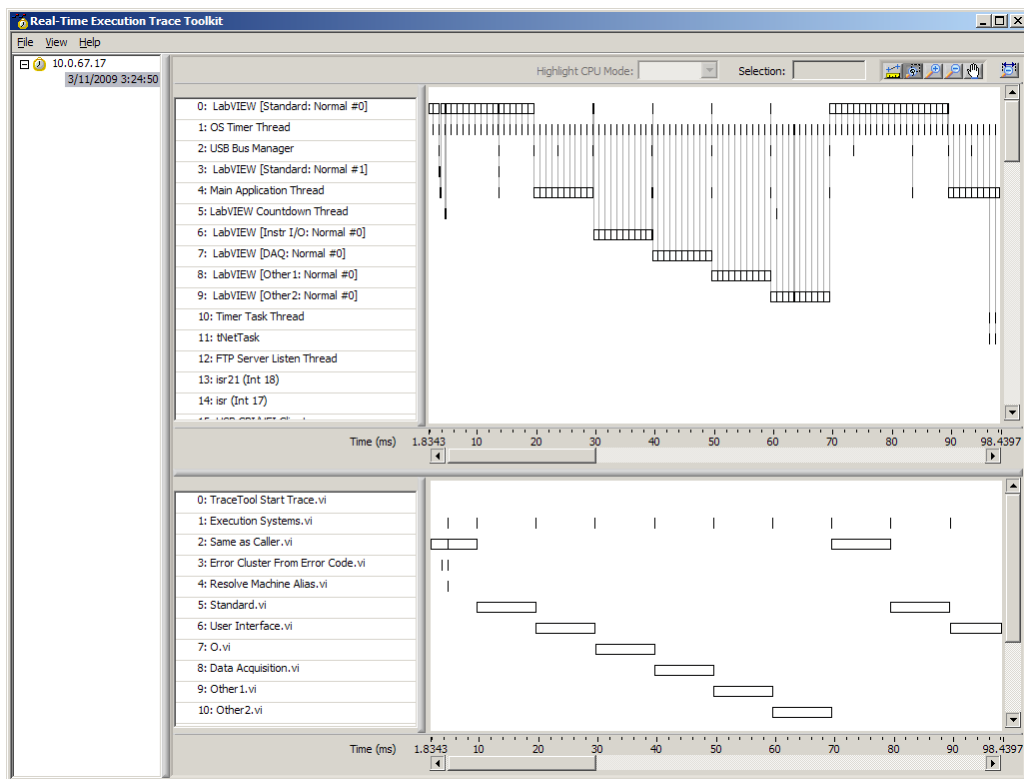 Real-Time Execution Trace Toolkit
File View Help
10.0.67.17
3/11/2009 3:24:50
Highlight CPU Mode: Selection:
0: LabVIEW [Standard: Normal #0]
1: OS Timer Thread
2: USB Bus Manager
3: LabVIEW [Standard: Normal #1]
4: Main Application Thread
5: LabVIEW Countdown Thread
6: LabVIEW [Instr I/O: Normal #0]
7: LabVIEW [DAQ: Normal #0]
8: LabVIEW [Other1: Normal #0]
9: LabVIEW [Other2: Normal #0]
10: Timer Task Thread
11: tNetTask
12: FTP Server Listen Thread
13: isr21 (Int 18)
14: isr (Int 17)
Time (ms) 1.8343 10 20 30 40 50 60 70 80 90 98.4397
0: TraceTool Start Trace.vi
1: Execution Systems.vi
2: Same as Caller.vi
3: Error Cluster From Error Code.vi
4: Resolve Machine Alias.vi
5: Standard.vi
6: User Interface.vi
7: O.vi
8: Data Acquisition.vi
9: Other1.vi
10: Other2.vi
Time (ms) 1.8343 10 20 30 40 50 60 70 80 90 98.4397